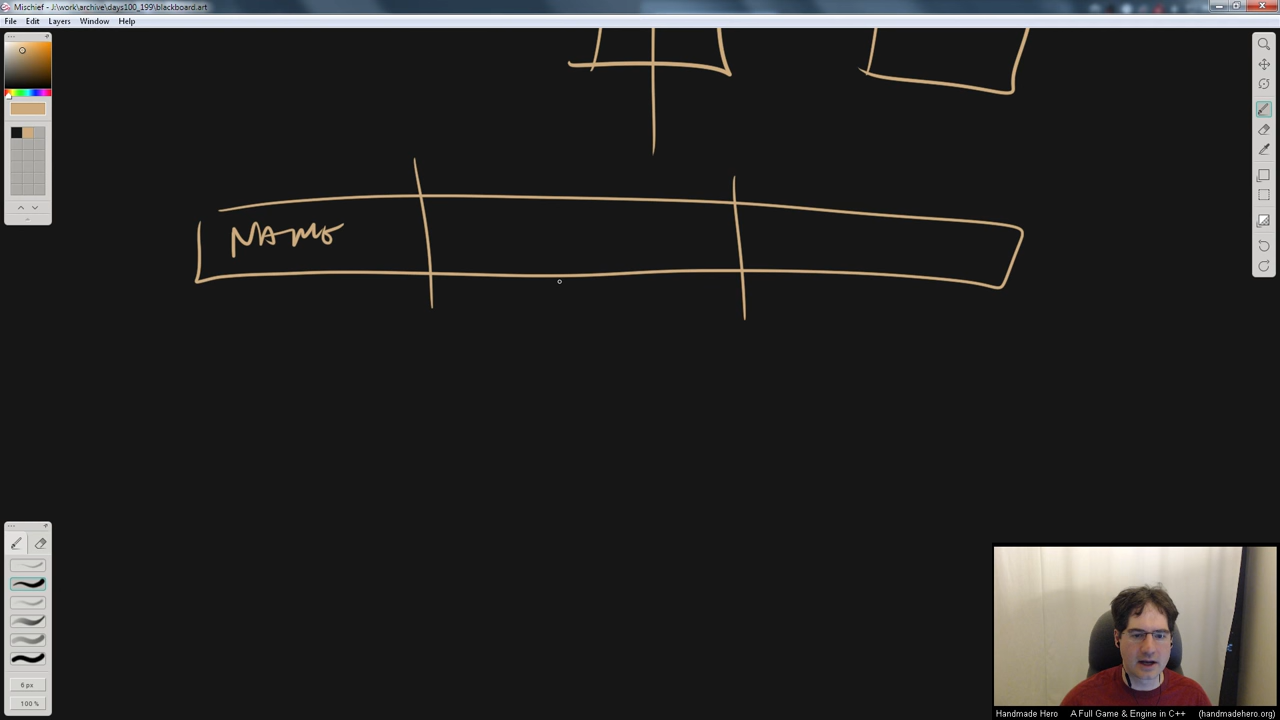 Mischief - J:\work\archive\days100_199\blackboard.art
File Edit Layers Window Help
NAME
6 px
100 %
Handmade Hero A Full Game & Engine in C++ (handmadehero.org)